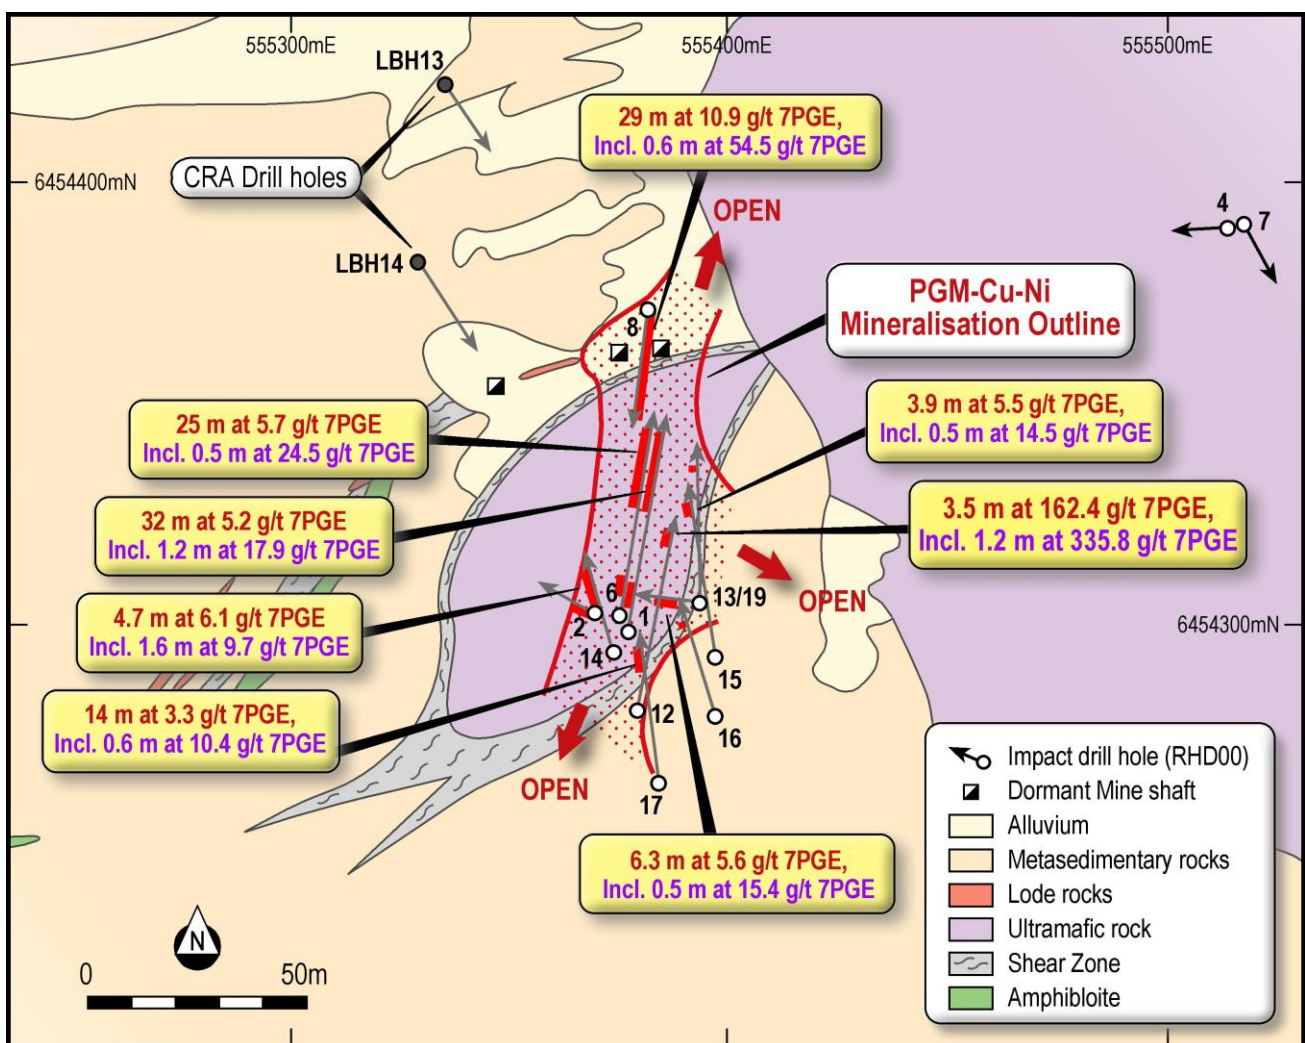 555300mE
555400mE
555500mE
LBH13
29 m at 10.9 g/t 7PGE,
Incl. 0.6 m at 54.5 g/t 7PGE
CRA Drill holes
6454400mN
OPEN
4
7
LBH14
PGM-Cu-Ni
Mineralisation Outline
8
25 m at 5.7 g/t 7PGE
Incl. 0.5 m at 24.5 g/t 7PGE
3.9 m at 5.5 g/t 7PGE,
Incl. 0.5 m at 14.5 g/t 7PGE
32 m at 5.2 g/t 7PGE
Incl. 1.2 m at 17.9 g/t 7PGE
3.5 m at 162.4 g/t 7PGE,
Incl. 1.2 m at 335.8 g/t 7PGE
4.7 m at 6.1 g/t 7PGE
Incl. 1.6 m at 9.7 g/t 7PGE
6
13/19
OPEN
2
1
6454300mN
14
15
14 m at 3.3 g/t 7PGE,
Incl. 0.6 m at 10.4 g/t 7PGE
12
16
OPEN
17
6.3 m at 5.6 g/t 7PGE,
Incl. 0.5 m at 15.4 g/t 7PGE
Impact drill hole (RHD00)
Dormant Mine shaft
Alluvium
Metasedimentary rocks
Lode rocks
Ultramafic rock
Shear Zone
Amphibloite
N
0
50m